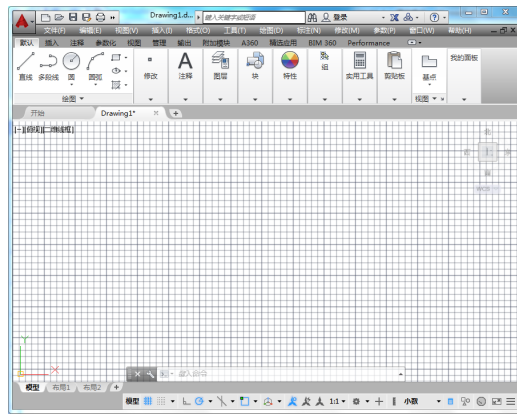 Drawing1.d...
键入关键字或短语
登录
文件(F) 编辑(E) 视图(V) 插入(I) 格式(O) 工具(T) 绘图(D) 标注(N) 修改(M) 参数(P) 窗口(W) 帮助(H)
默认 插入 注释 参数化 视图 管理 输出 附加模块 A360 精选应用 BIM 360 Performance
直线 多段线 圆 圆弧 修改 注释 图层 块 特性 组 实用工具 剪贴板 基点 我的面板
绘图 视图
开始 Drawing1*
[-][俯视][二维线框]
北
西 上 东
南
WCS
Y
X
键入命令
模型 布局1 布局2
模型 1:1 小数